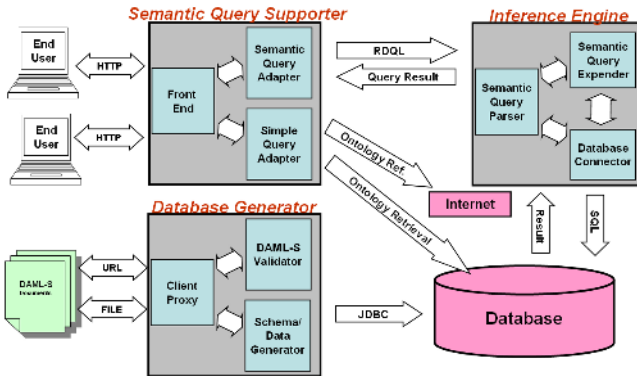 Semantic Query Supporter
Inference Engine
End
User
HTTP
Front
End
Semantic
Query
Adapter
Simple
Query
Adapter
End
User
HTTP
RDQL
Query Result
Semantic
Query
Parser
Semantic
Query
Expender
Database
Connector
Ontology Ref.
Ontology Retrieval
Internet
Result
SQL
Database Generator
DAML-S
URL
FILE
Client
Proxy
DAML-S
Validator
Schema/
Data
Generator
JDBC
Database